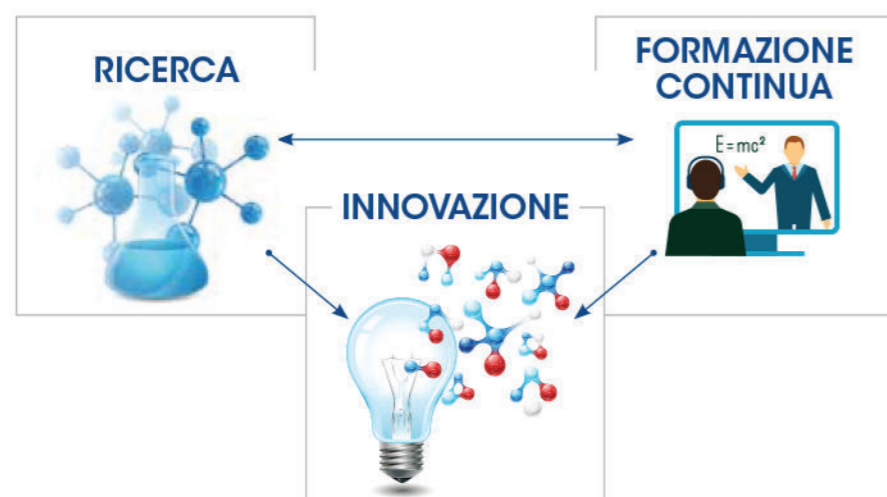 RICERCA
FORMAZIONE
CONTINUA
E=mc²
INNOVAZIONE